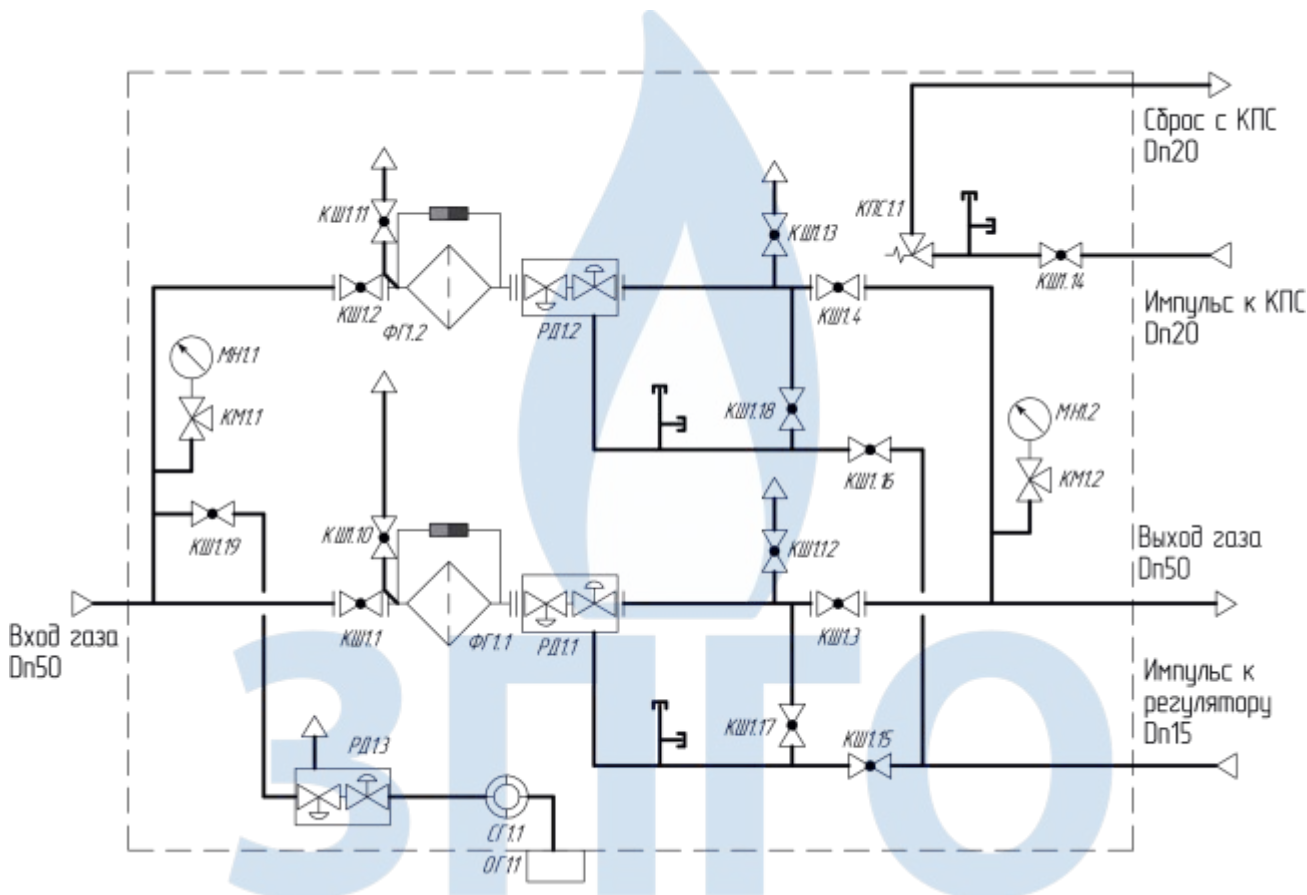 Сброс с КПС
Dn20
КПС1.1
КШ1.11
КШ1.13
КШ1.14
Импульс к КПС
Dn20
КШ1.2
ФГ1.2
РД1.2
КШ1.4
МН1.1
КМ1.1
КШ1.18
МН1.2
КШ1.16
КМ1.2
КШ1.19
КШ1.10
КШ1.12
Выход газа
Dn50
Вход газа
Dn50
КШ1.1
ФГ1.1
РД1.1
КШ1.3
Импульс к
регулятору
Dn15
КШ1.17
КШ1.15
РД1.3
СГ1.1
ОГ1.1
ЗПГО